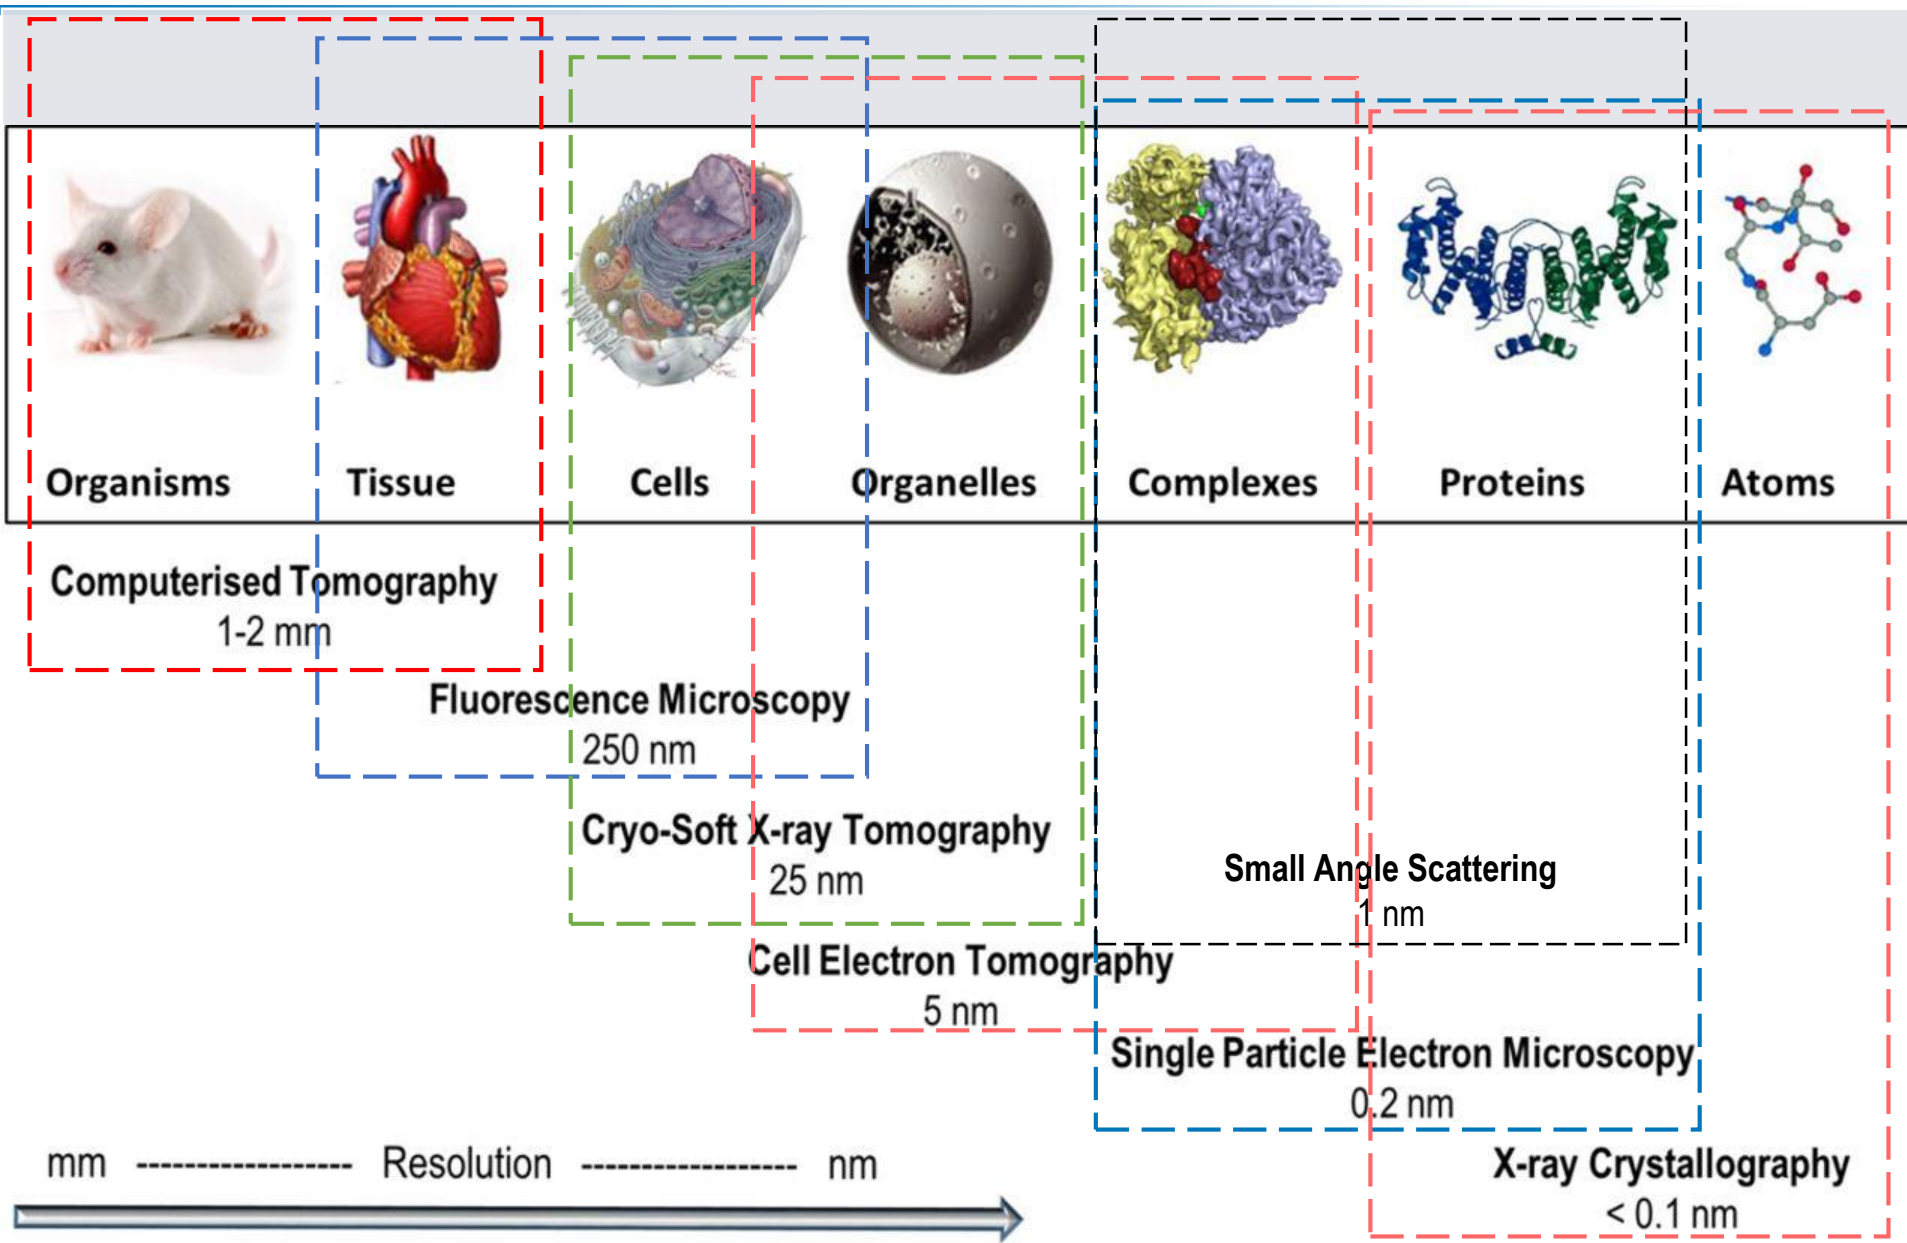 Organisms
Tissue
Cells
Organelles
Complexes
Proteins
Atoms
Computerised Tomography
1-2 mm
Fluorescence Microscopy
250 nm
Cryo-Soft X-ray Tomography
25 nm
Small Angle Scattering
1 nm
Cell Electron Tomography
5 nm
Single Particle Electron Microscopy
0.2 nm
X-ray Crystallography
< 0.1 nm
mm ------------------ Resolution ------------------ nm